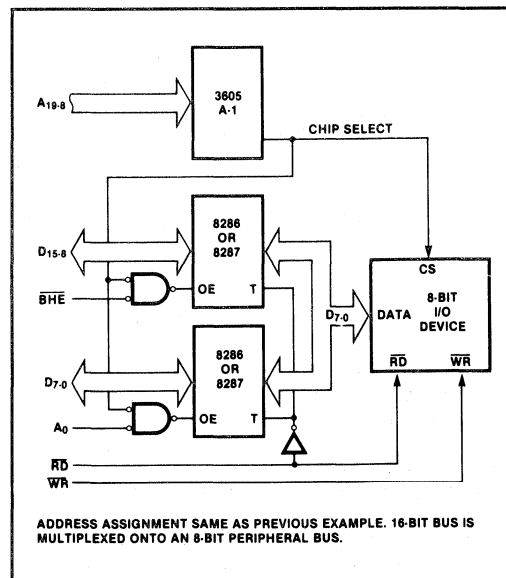 3605
A-1
A19-8
CHIP SELECT
8286
OR
8287
D15-8
OE
T
BHE
CS
8-BIT
I/O
DEVICE
DATA
D7-0
RD
WR
8286
OR
8287
D7-0
OE
T
A0
RD
WR
ADDRESS ASSIGNMENT SAME AS PREVIOUS EXAMPLE. 16-BIT BUS IS
MULTIPLEXED ONTO AN 8-BIT PERIPHERAL BUS.